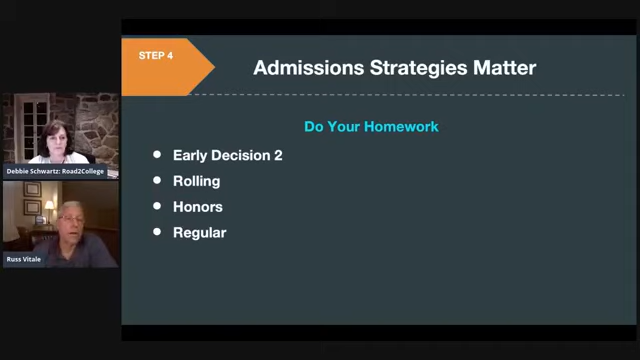 STEP 4
Admissions Strategies Matter
Do Your Homework
Early Decision 2
Rolling
Honors
Regular
Debbie Schwartz: Road2College
Russ Vitale